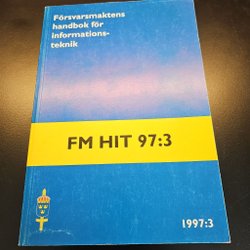 Försvarsmaktens
handbok för
informations-
teknik
FM HIT 97:3
1997:3